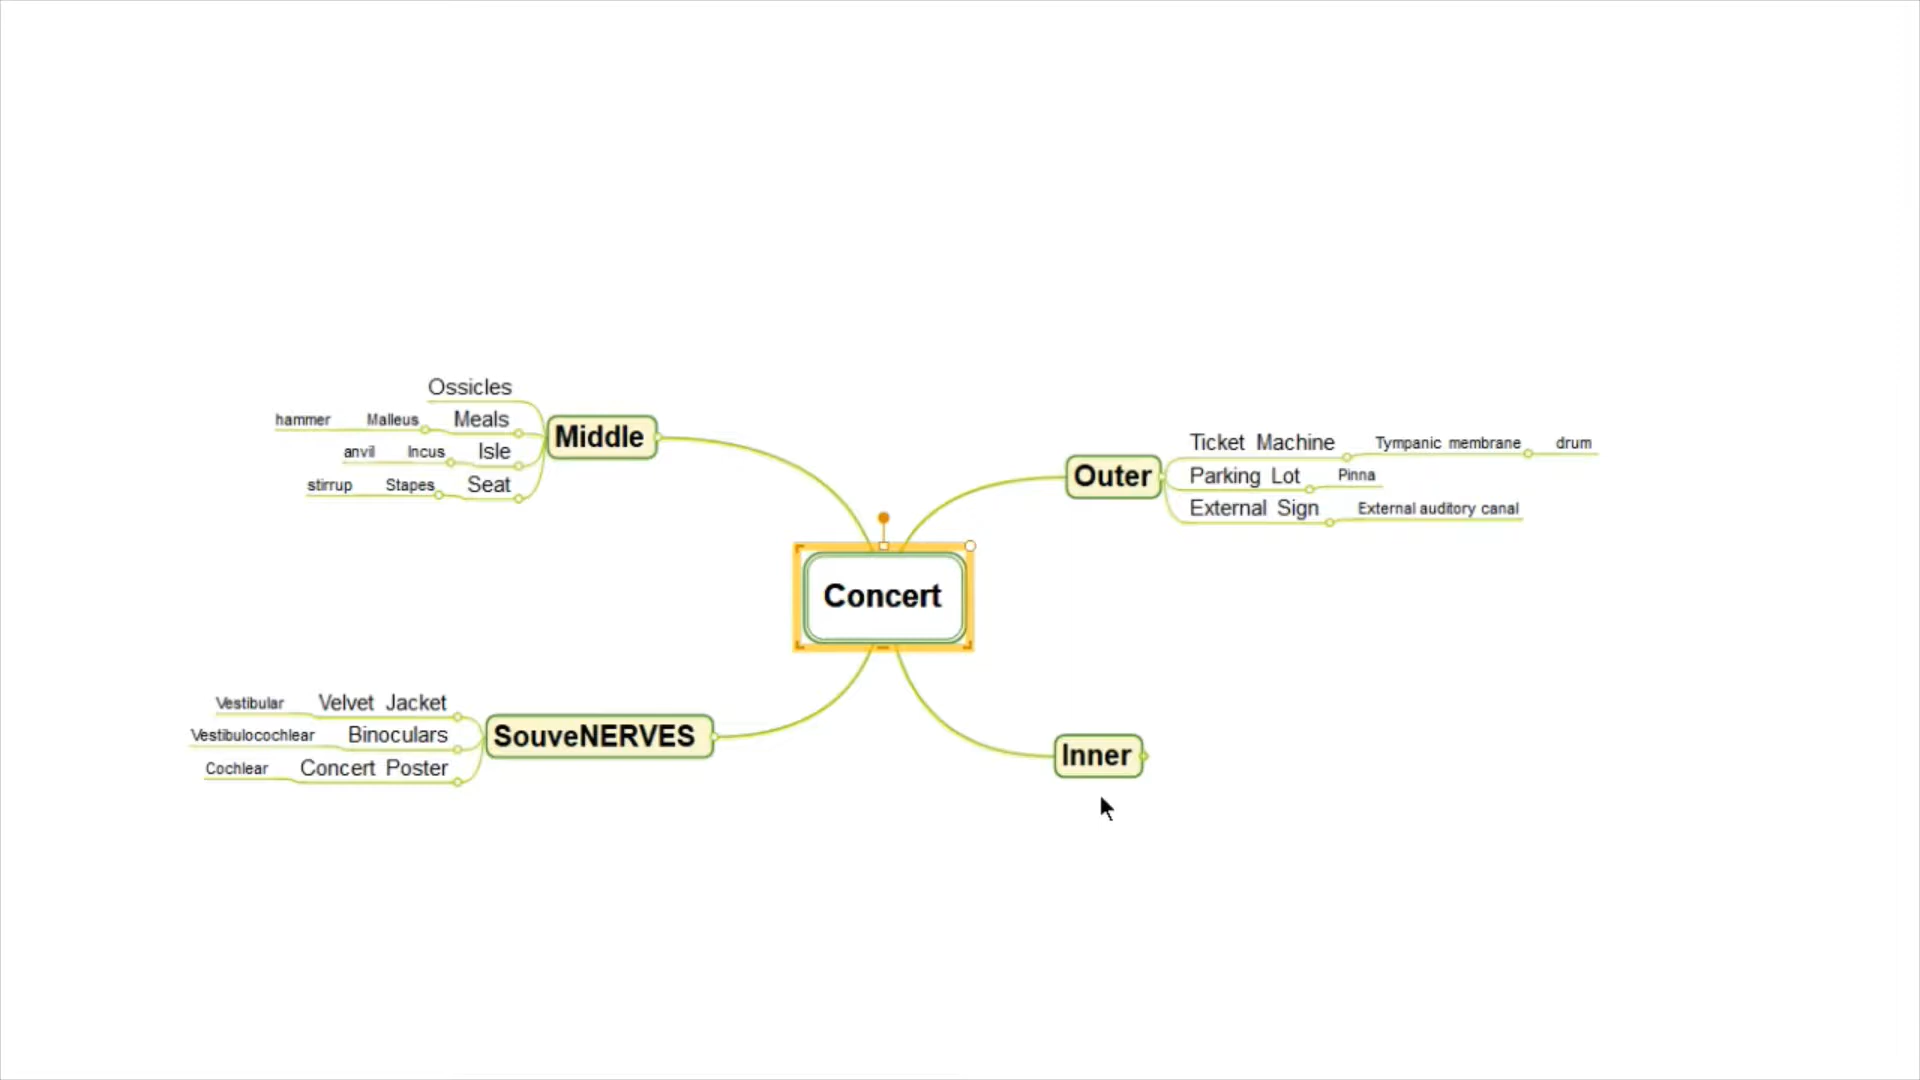 Ossicles
hammer Malleus Meals
anvil Incus Isle
stirrup Stapes Seat
Middle
Outer
Ticket Machine Tympanic membrane drum
Parking Lot Pinna
External Sign External auditory canal
Concert
Vestibular Velvet Jacket
Vestibulocochlear Binoculars
Cochlear Concert Poster
SouveNERVES
Inner